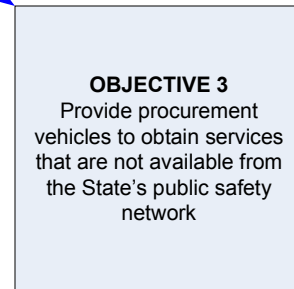 OBJECTIVE 3
Provide procurement
vehicles to obtain services
that are not available from
the State's public safety
network